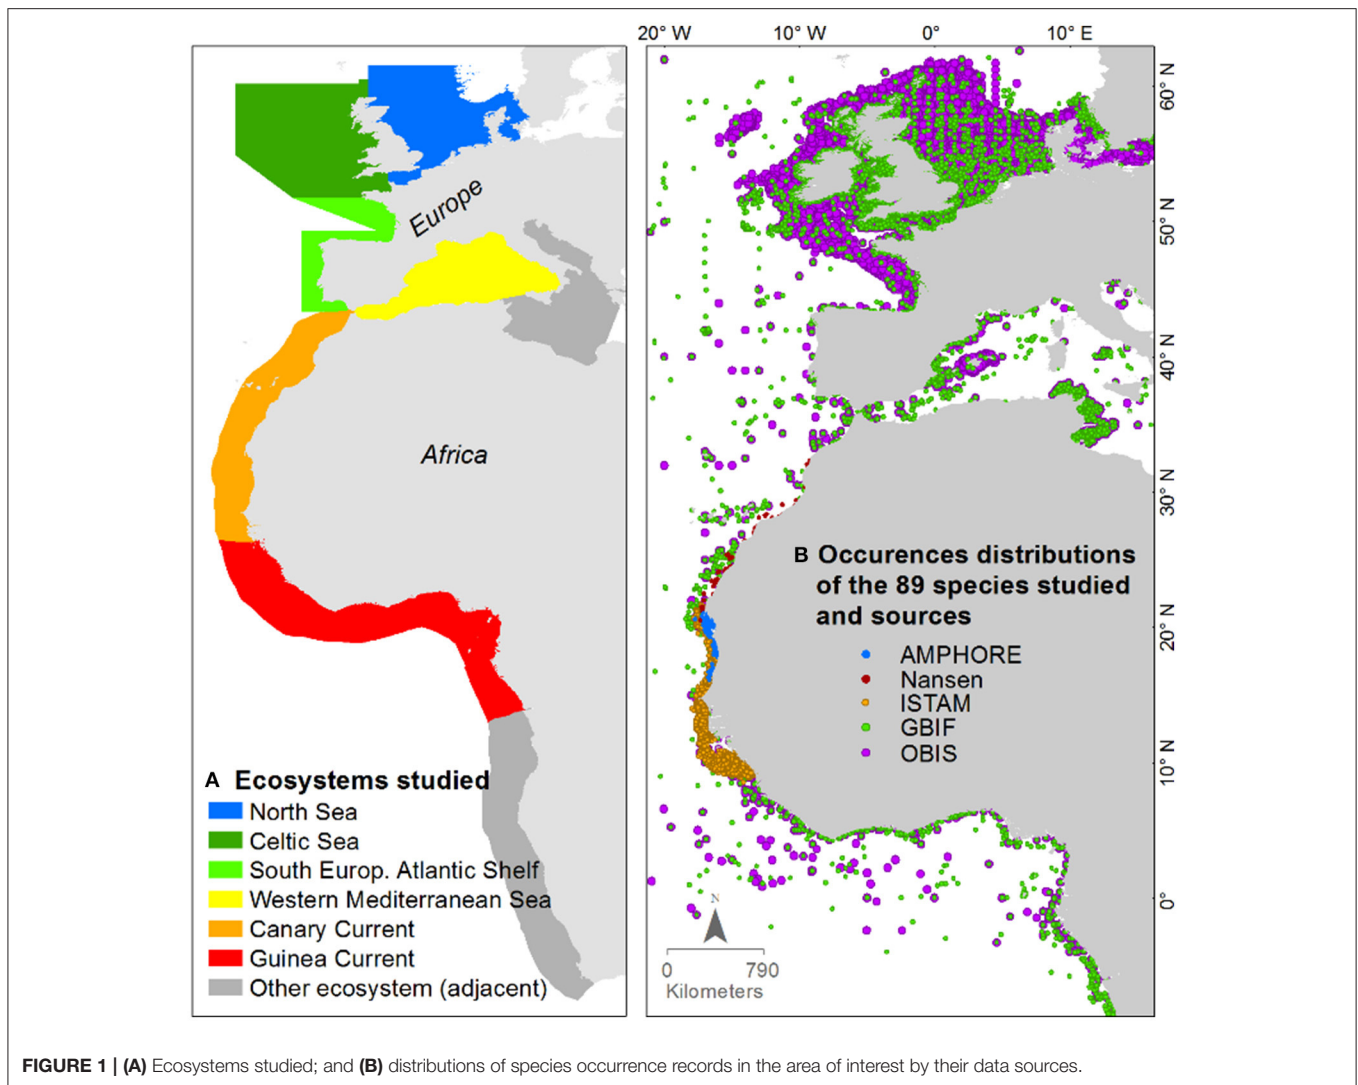 20° W
10° W
0°
10° E
60° N
50° N
40° N
30° N
20° N
10° N
0°
Europe
Africa
A Ecosystems studied
North Sea
Celtic Sea
South Europ. Atlantic Shelf
Western Mediterranean Sea
Canary Current
Guinea Current
Other ecosystem (adjacent)
B Occurences distributions
of the 89 species studied
and sources
AMPHORE
Nansen
ISTAM
GBIF
OBIS
N
0 790
Kilometers
FIGURE 1 | (A) Ecosystems studied; and (B) distributions of species occurrence records in the area of interest by their data sources.